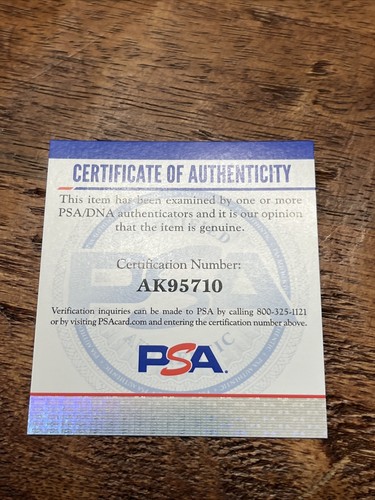 CERTIFICATE OF AUTHENTICITY
This item has been examined by one or more
PSA/DNA authenticators and it is our opinion
that the item is genuine.
Certification Number:
AK95710
Verification inquiries can be made to PSA by calling 800-325-1121
or by visiting PSAcard.com and entering the certification number above.
PSA.